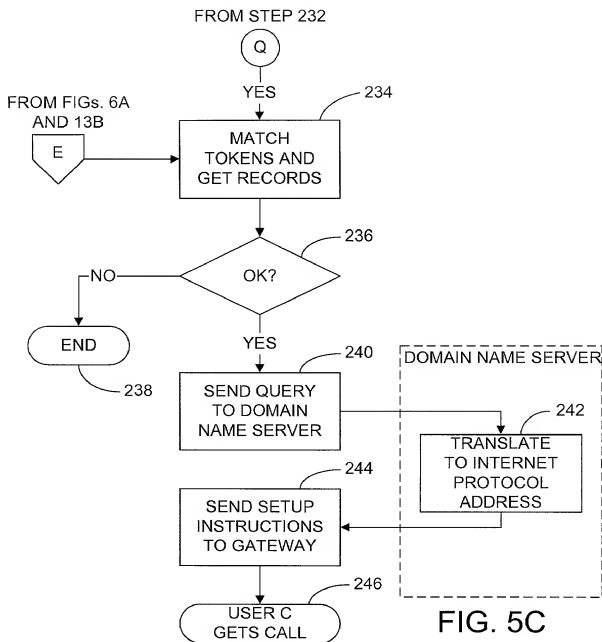 FROM STEP 232
Q
YES
234
FROM FIGs. 6A
AND 13B
E
MATCH
TOKENS AND
GET RECORDS
236
OK?
NO
END
238
YES
240
SEND QUERY
TO DOMAIN
NAME SERVER
DOMAIN NAME SERVER
242
TRANSLATE
TO INTERNET
PROTOCOL
ADDRESS
244
SEND SETUP
INSTRUCTIONS
TO GATEWAY
246
USER C
GETS CALL
FIG. 5C